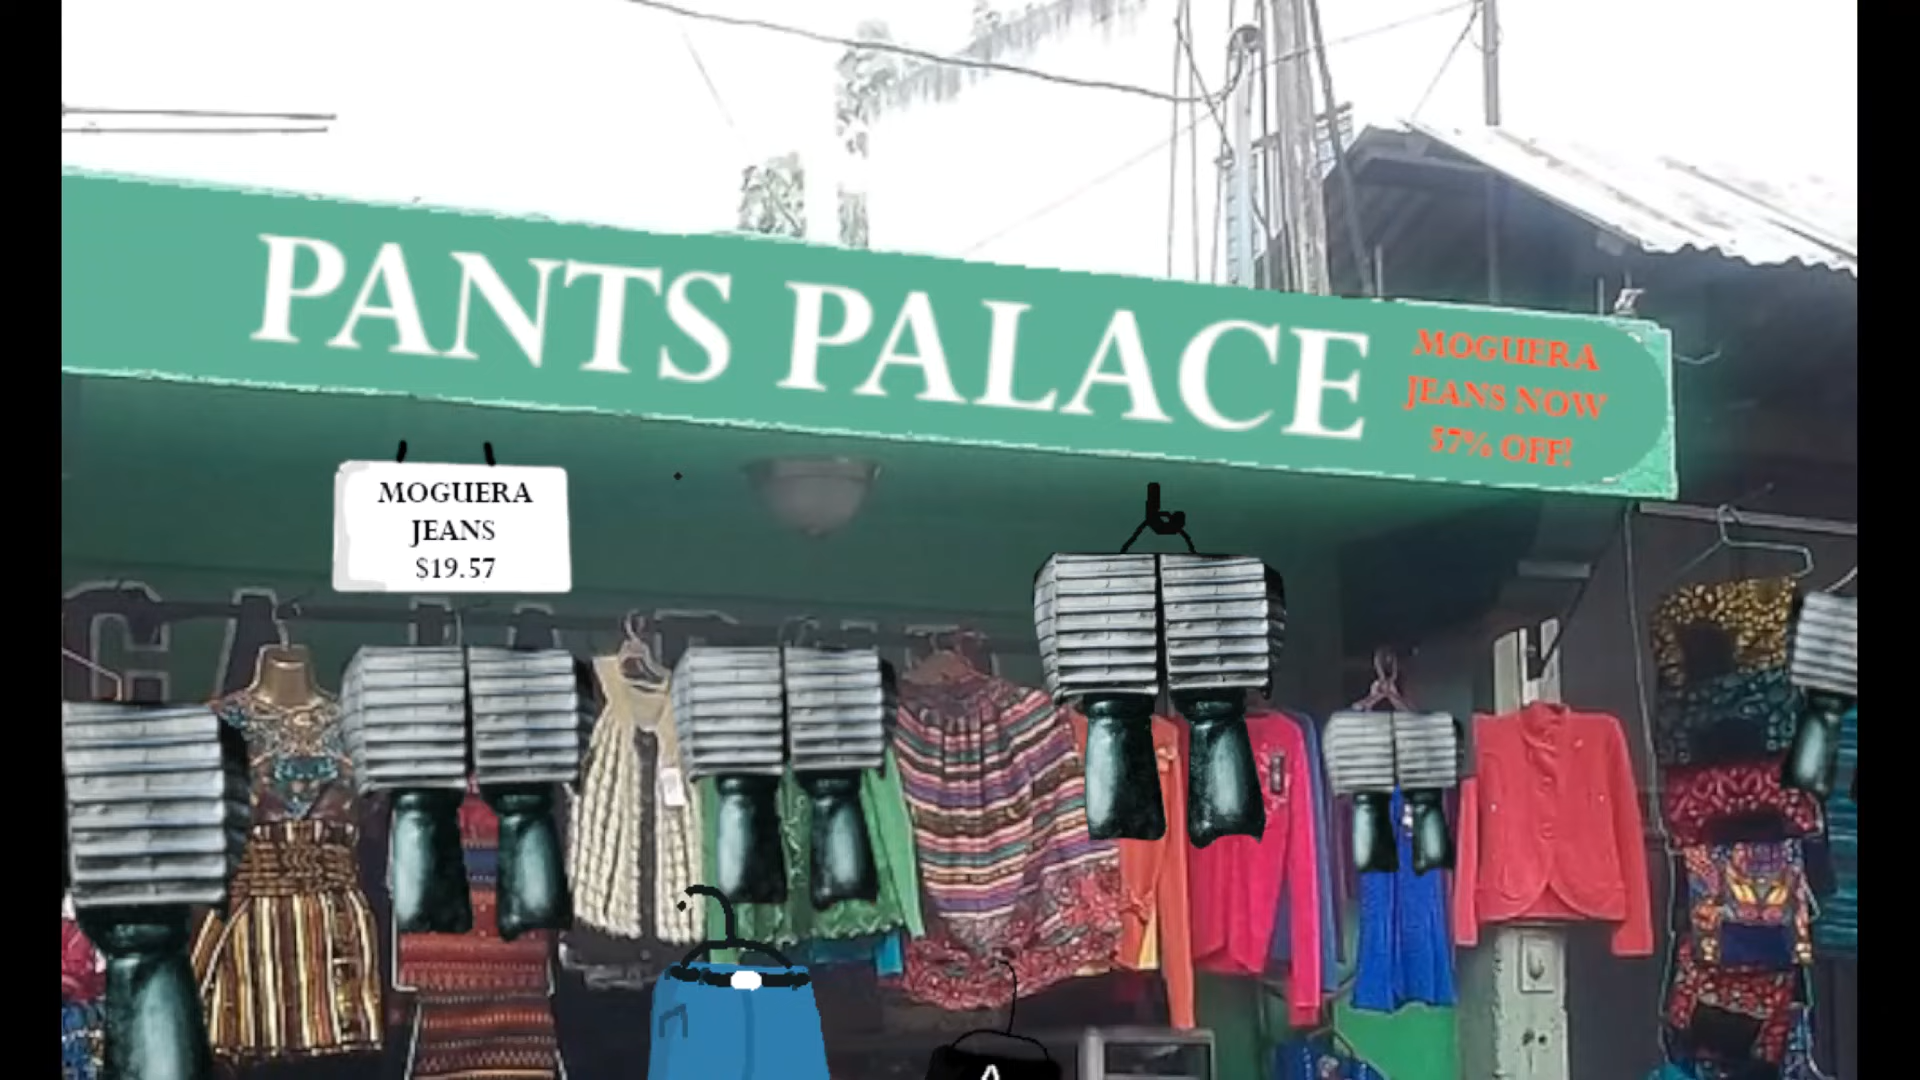 PANTS PALACE
MOGUERA
JEANS NOW
57% OFF!
MOGUERA
JEANS
$19.57